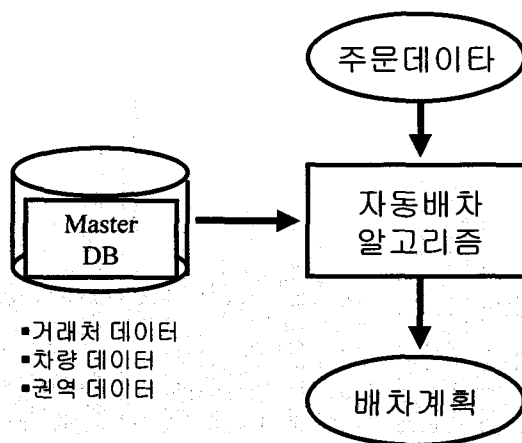 주문데이타
Master
DB
자동배차
알고리즘
▪거래처 데이터
▪차량 데이터
▪권역 데이터
배차계획